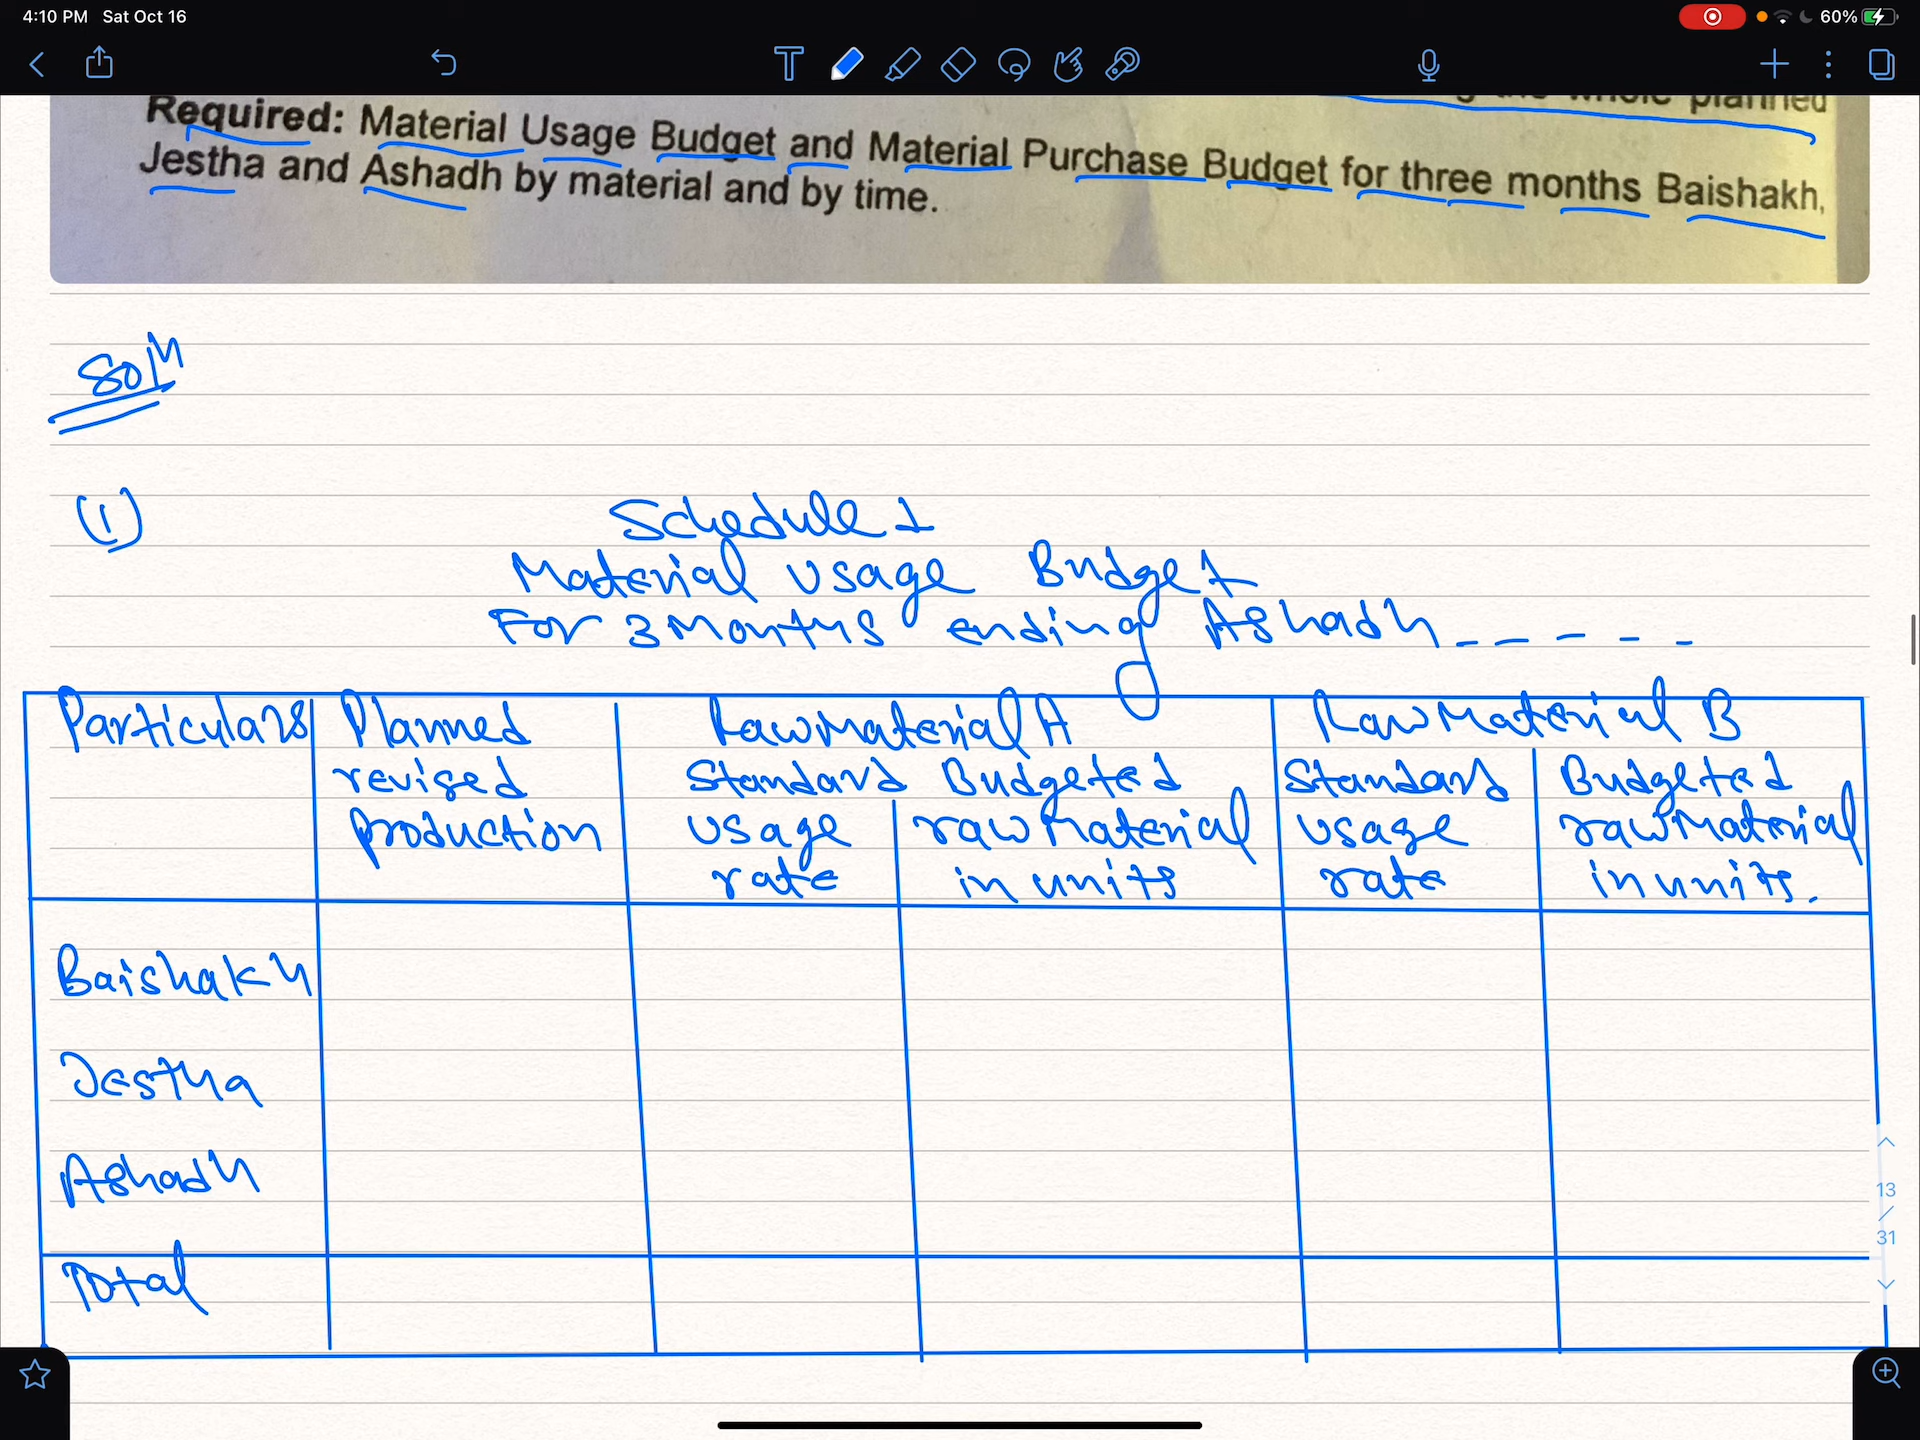 4:10 PM Sat Oct 16
60%
whole planned
Required: Material Usage Budget and Material Purchase Budget for three months Baishakh,
Jestha and Ashadh by material and by time.
Soln
(1)
Schedule 1
Material usage Budget
For 3 Months ending Ashadh _ _ _ _ _
Particulars
Planned revised production
Raw Material A
Standard usage rate
Budgeted raw material in units
Raw Material B
Standard usage rate
Budgeted raw material in units.
Baishakh
Jestha
Ashadh
Total
13
/
31